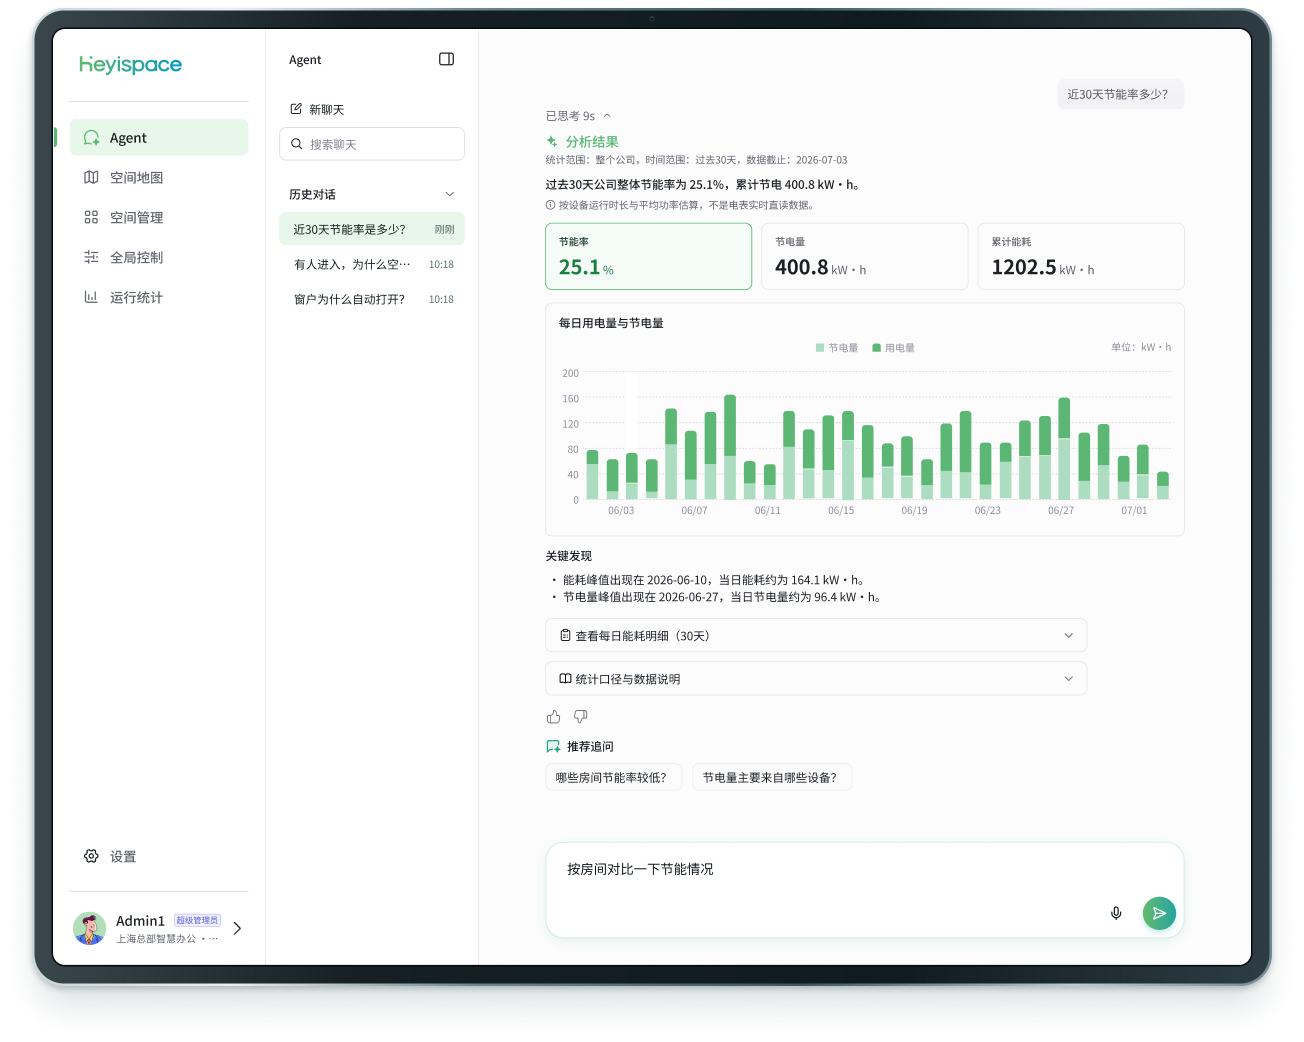 heyispace
Agent
空间地图
空间管理
全局控制
运行统计
设置
Admin1 超级管理员
上海总部智慧办公 · ···
Agent
新聊天
搜索聊天
历史对话
近30天节能率是多少？ 刚刚
有人进入，为什么空··· 10:18
窗户为什么自动打开？ 10:18
近30天节能率多少？
已思考 9s
分析结果
统计范围：整个公司，时间范围：过去30天，数据截止：2026-07-03
过去30天公司整体节能率为 25.1%，累计节电 400.8 kW·h。
按设备运行时长与平均功率估算，不是电表实时直读数据。
节能率
25.1 %
节电量
400.8 kW·h
累计能耗
1202.5 kW·h
每日用电量与节电量
节电量 用电量 单位：kW·h
200
160
120
80
40
0
06/03 06/07 06/11 06/15 06/19 06/23 06/27 07/01
关键发现
· 能耗峰值出现在 2026-06-10，当日能耗约为 164.1 kW·h。
· 节电量峰值出现在 2026-06-27，当日节电量约为 96.4 kW·h。
查看每日能耗明细（30天）
统计口径与数据说明
推荐追问
哪些房间节能率较低？ 节电量主要来自哪些设备？
按房间对比一下节能情况